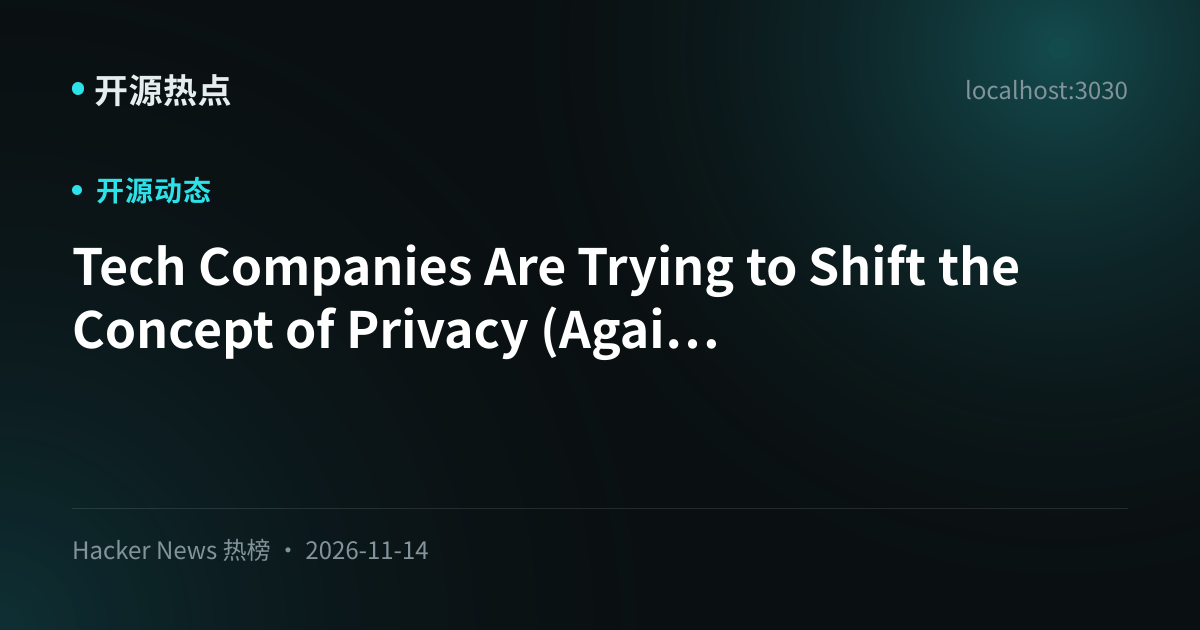 开源热点
localhost:3030
开源动态
Tech Companies Are Trying to Shift the
Concept of Privacy (Agai…
Hacker News 热榜 · 2026-11-14